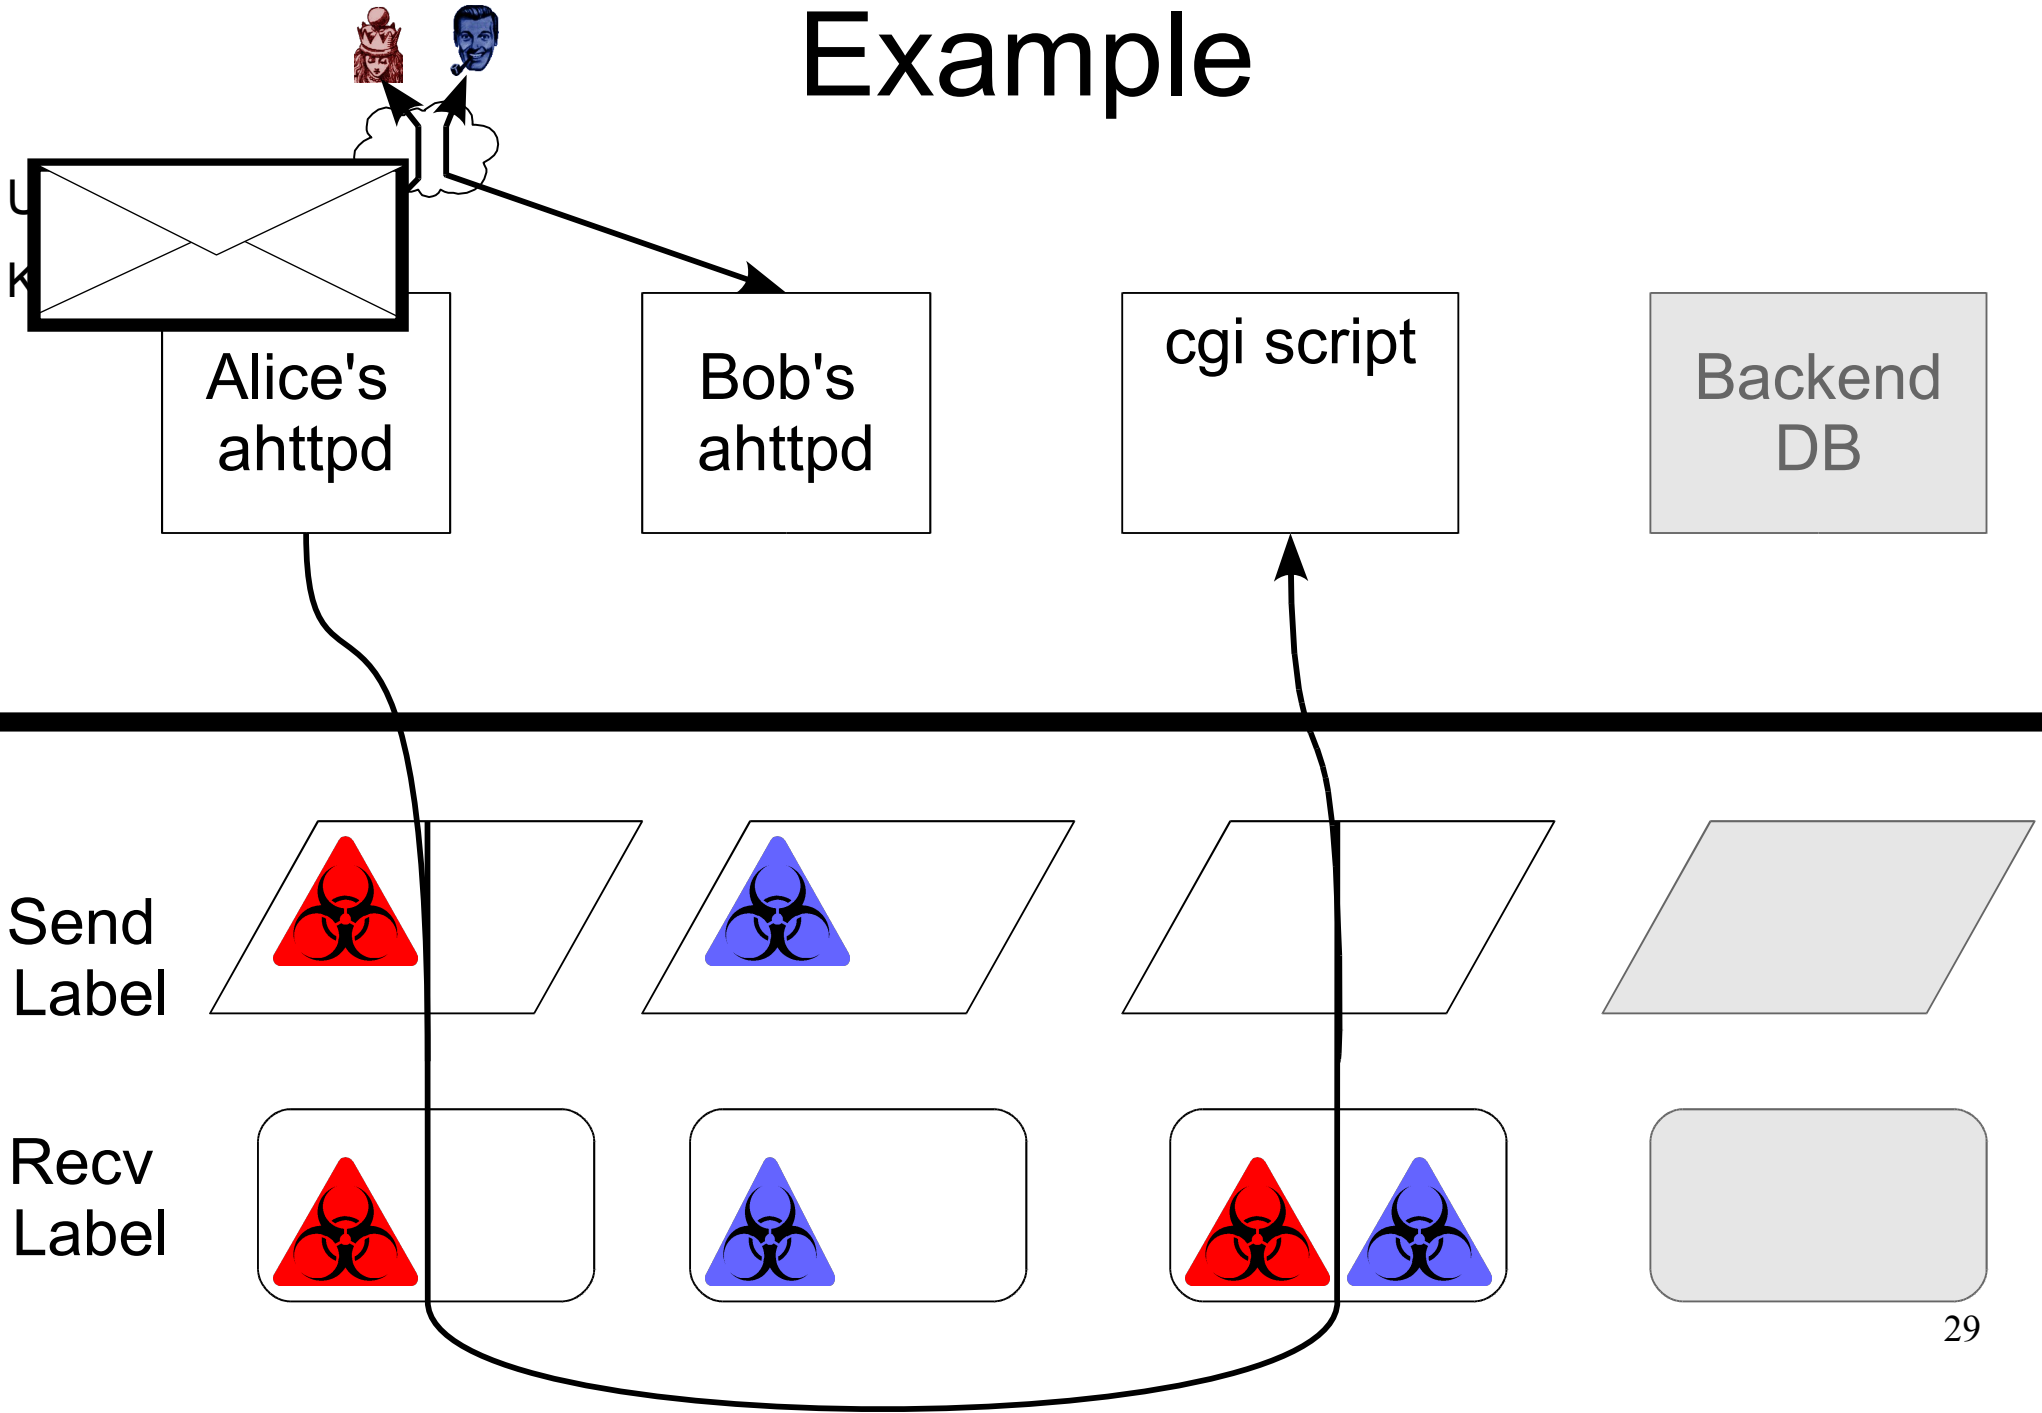 Example
Alice's
ahttpd
Bob's
ahttpd
cgi script
Backend
DB
Send
Label
Recv
Label
29